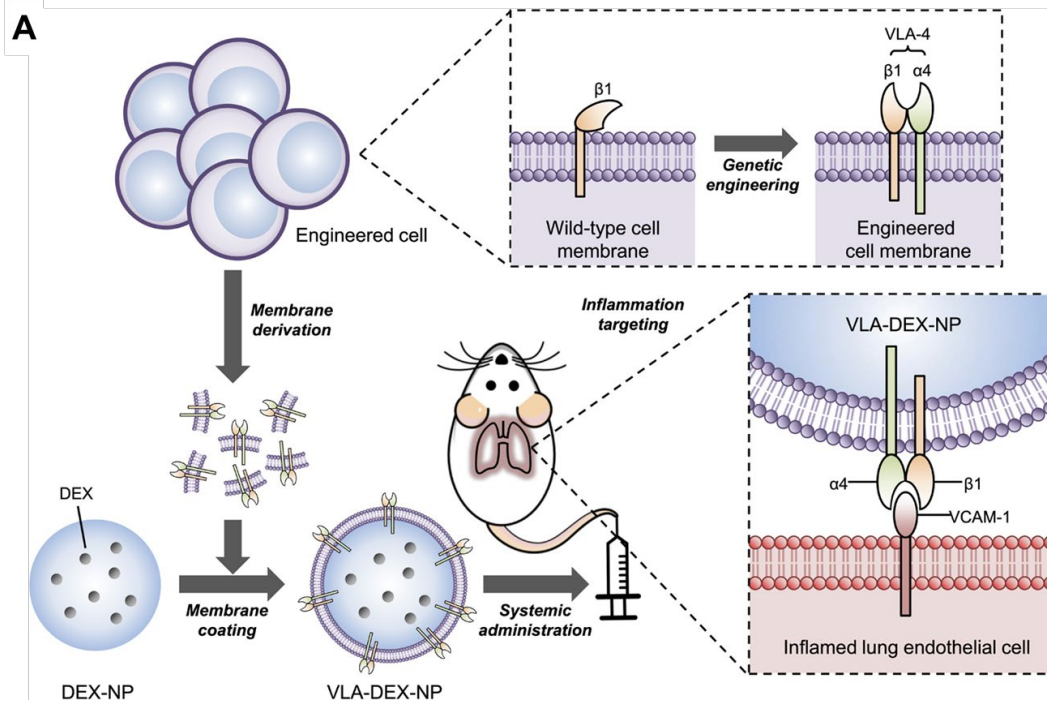 A
VLA-4
β1 α4
β1
Genetic
engineering
Wild-type cell
membrane
Engineered
cell membrane
Engineered cell
Membrane
derivation
Inflammation
targeting
VLA-DEX-NP
α4
β1
VCAM-1
Inflamed lung endothelial cell
DEX
Membrane
coating
Systemic
administration
DEX-NP
VLA-DEX-NP